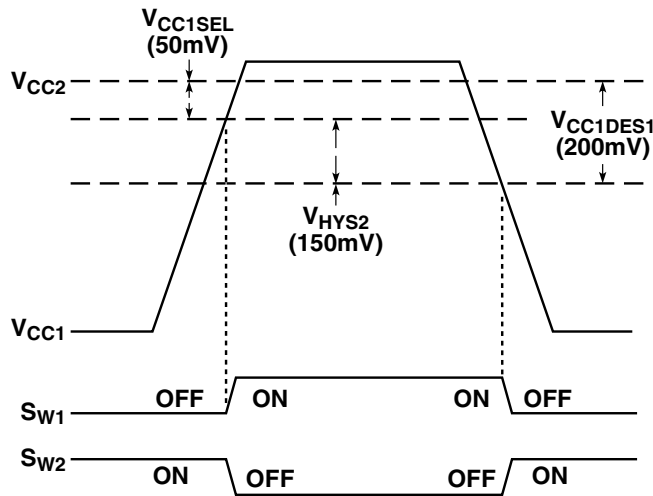 VCC1SEL
(50mV)
VCC2
VCC1DES1
(200mV)
VHYS2
(150mV)
VCC1
OFF ON ON OFF
SW1
SW2
ON OFF OFF ON